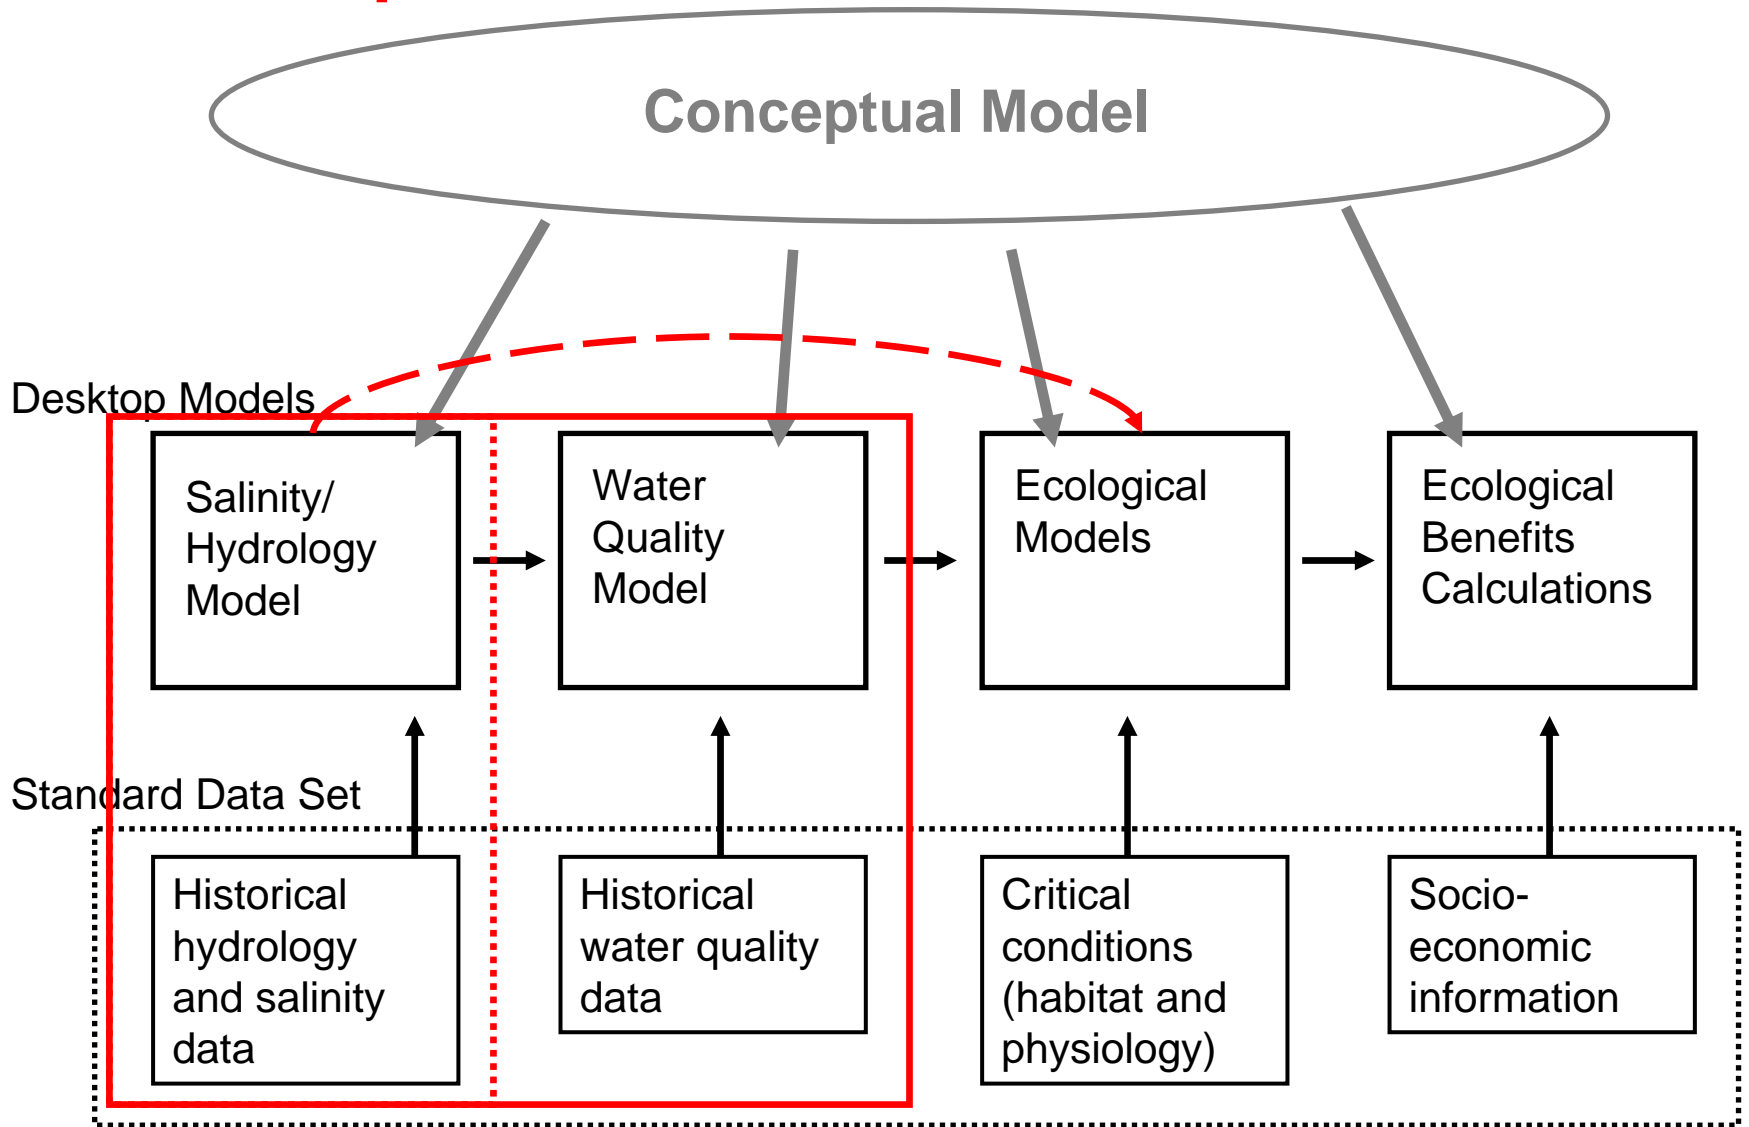 Conceptual Model
Desktop Models
Salinity/
Hydrology
Model
Water
Quality
Model
Ecological
Models
Ecological
Benefits
Calculations
Standard Data Set
Historical
hydrology
and salinity
data
Historical
water quality
data
Critical
conditions
(habitat and
physiology)
Socio-
economic
information